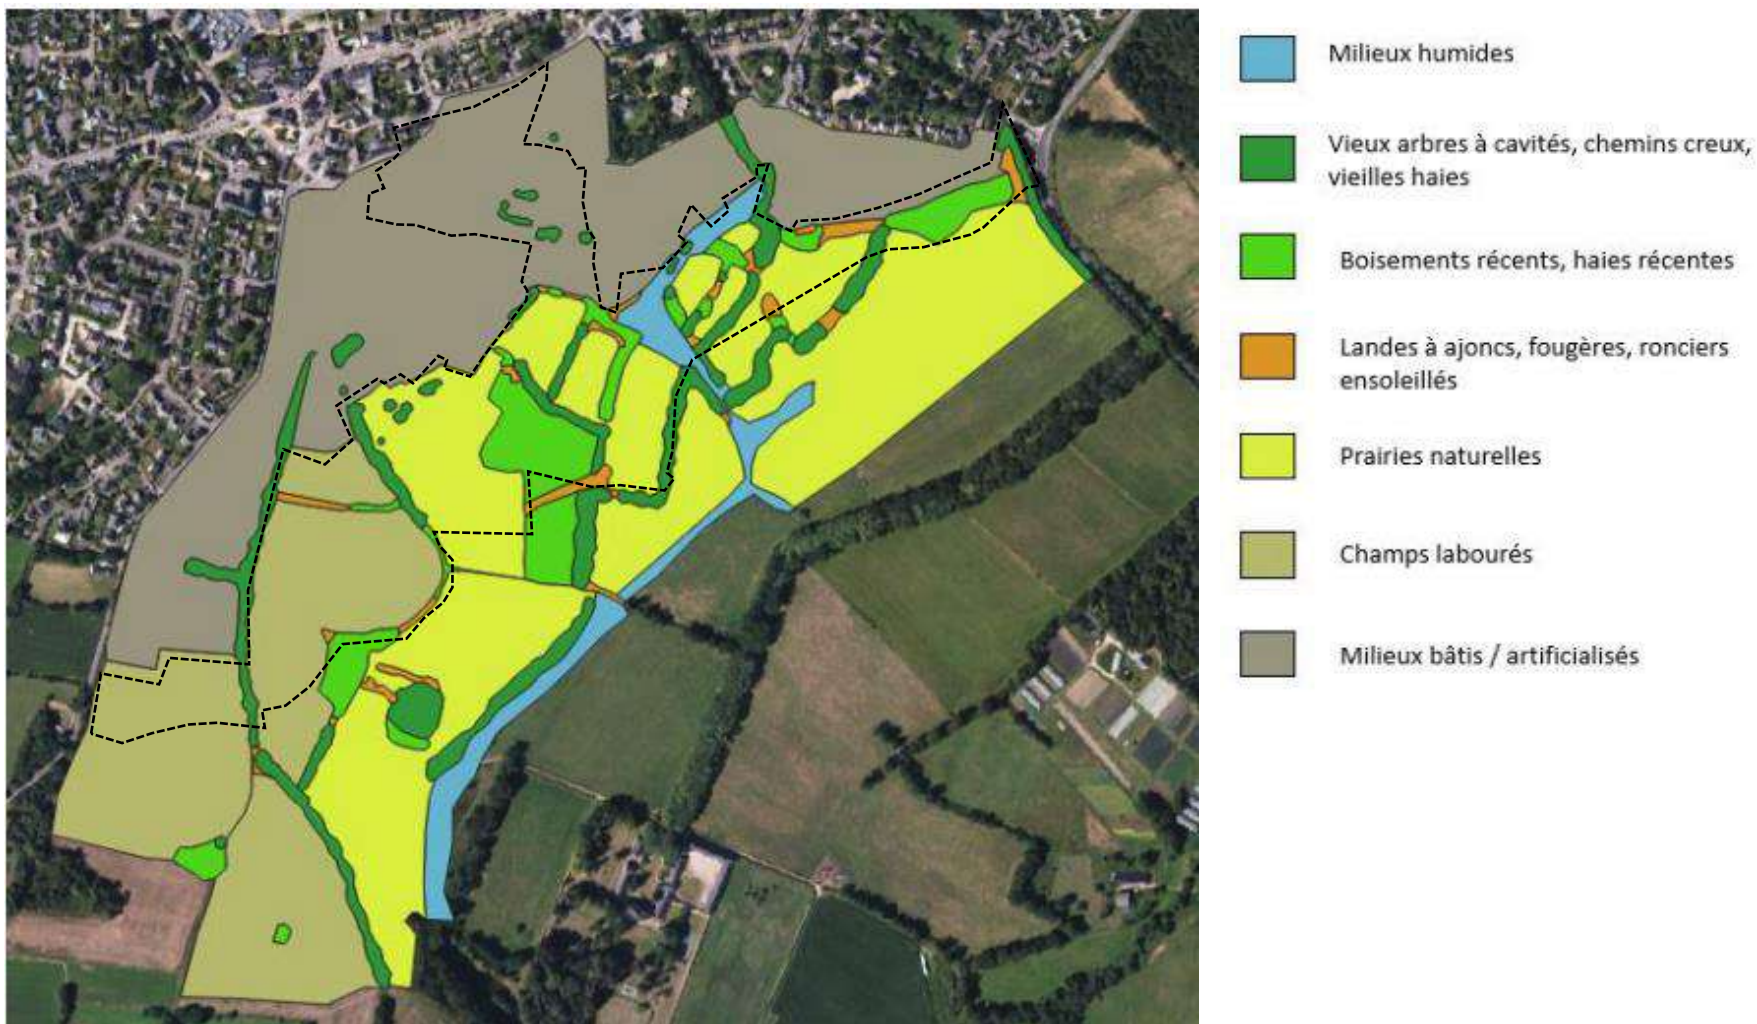 Milieux humides
Vieux arbres à cavités, chemins creux,
vieilles haies
Boisements récents, haies récentes
Landes à ajoncs, fougères, ronciers
ensoleillés
Prairies naturelles
Champs labourés
Milieux bâtis / artificialisés